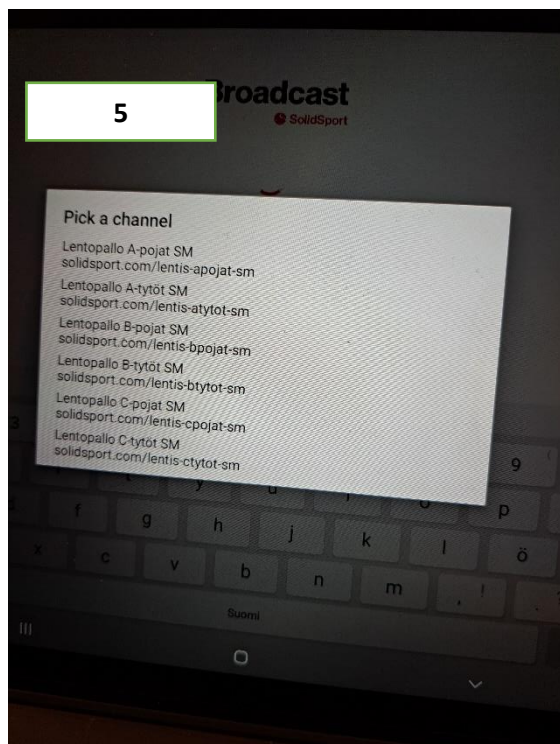 Broadcast
SolidSport
5
Pick a channel
Lentopallo A-pojat SM
solidsport.com/lentis-apojat-sm
Lentopallo A-tytöt SM
solidsport.com/lentis-atytot-sm
Lentopallo B-pojat SM
solidsport.com/lentis-bpojat-sm
Lentopallo B-tytöt SM
solidsport.com/lentis-btytot-sm
Lentopallo C-pojat SM
solidsport.com/lentis-cpojat-sm
Lentopallo C-tytöt SM
solidsport.com/lentis-ctytot-sm
3 9
t y u i o p
f g h j k l ö
x c v b n m , ! .
Suomi